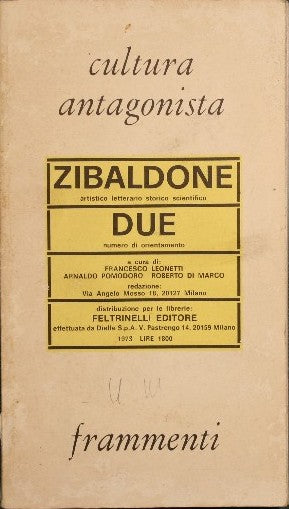 cultura
antagonista
ZIBALDONE
artistico letterario storico scientifico
DUE
numero di orientamento
a cura di:
FRANCESCO LEONETTI
ARNALDO POMODORO ROBERTO DI MARCO
redazione:
Via Angelo Mosso 18, 20127 Milano
distribuzione per le librerie:
FELTRINELLI EDITORE
effettuata da Dielle S.p.A. V. Pastrengo 14, 20159 Milano
1973 LIRE 1800
frammenti